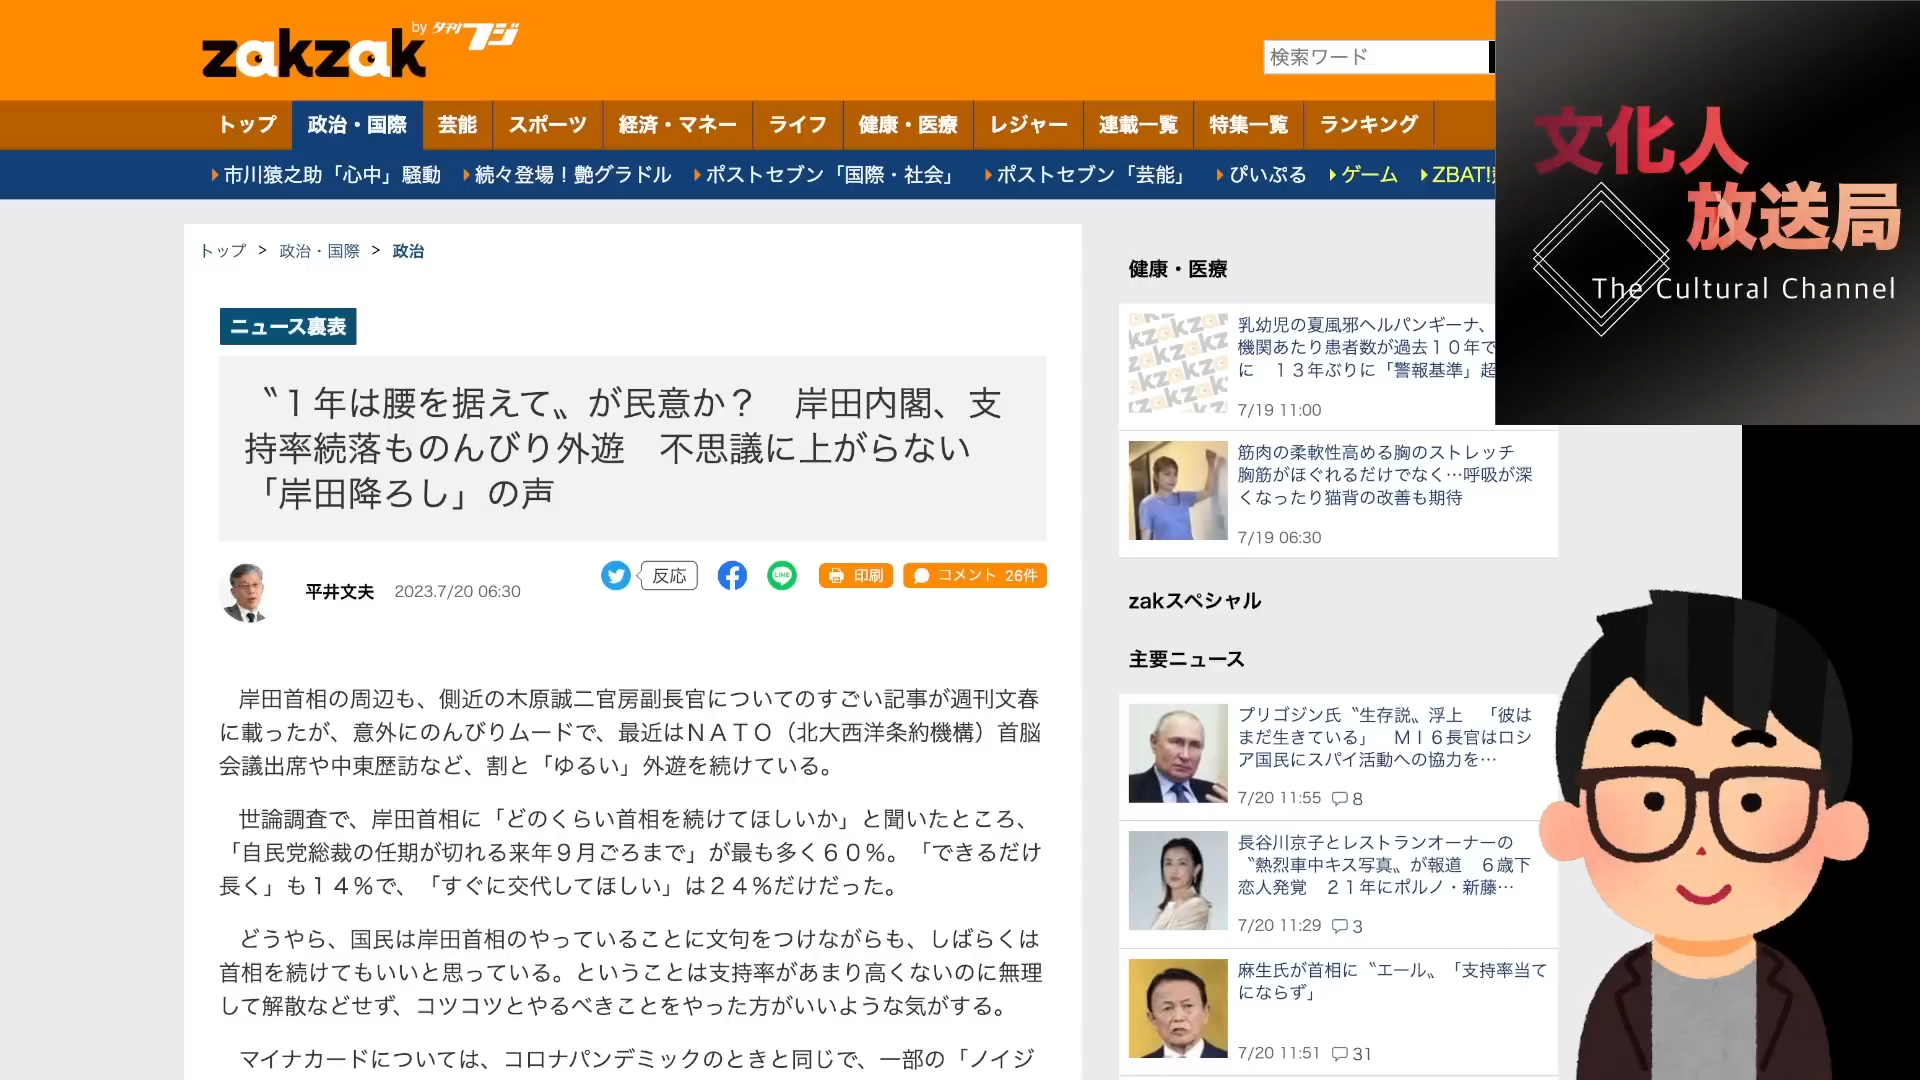 zakzak by 夕刊フジ
検索ワード
トップ 政治・国際 芸能 スポーツ 経済・マネー ライフ 健康・医療 レジャー 連載一覧 特集一覧 ランキング
市川猿之助「心中」騒動 続々登場！艶グラドル ポストセブン「国際・社会」 ポストセブン「芸能」 ぴいぷる ゲーム ZBAT!
文化人
放送局
The Cultural Channel
トップ > 政治・国際 > 政治
ニュース裏表
〝１年は腰を据えて〟が民意か？　岸田内閣、支
持率続落ものんびり外遊　不思議に上がらない
「岸田降ろし」の声
平井文夫 2023.7/20 06:30
反応 LINE 印刷 コメント 26件
岸田首相の周辺も、側近の木原誠二官房副長官についてのすごい記事が週刊文春
に載ったが、意外にのんびりムードで、最近はＮＡＴＯ（北大西洋条約機構）首脳
会議出席や中東歴訪など、割と「ゆるい」外遊を続けている。
世論調査で、岸田首相に「どのくらい首相を続けてほしいか」と聞いたところ、
「自民党総裁の任期が切れる来年９月ごろまで」が最も多く６０％。「できるだけ
長く」も１４％で、「すぐに交代してほしい」は２４％だけだった。
どうやら、国民は岸田首相のやっていることに文句をつけながらも、しばらくは
首相を続けてもいいと思っている。ということは支持率があまり高くないのに無理
して解散などせず、コツコツとやるべきことをやった方がいいような気がする。
マイナカードについては、コロナパンデミックのときと同じで、一部の「ノイジ
健康・医療
乳幼児の夏風邪ヘルパンギーナ、
機関あたり患者数が過去１０年で
に　１３年ぶりに「警報基準」超
7/19 11:00
筋肉の柔軟性高める胸のストレッチ
胸筋がほぐれるだけでなく…呼吸が深
くなったり猫背の改善も期待
7/19 06:30
zakスペシャル
主要ニュース
プリゴジン氏〝生存説〟浮上　「彼は
まだ生きている」　ＭＩ６長官はロシ
ア国民にスパイ活動への協力を…
7/20 11:55 8
長谷川京子とレストランオーナーの
〝熱烈車中キス写真〟が報道　６歳下
恋人発覚　２１年にポルノ・新藤…
7/20 11:29 3
麻生氏が首相に〝エール〟「支持率当て
にならず」
7/20 11:51 31